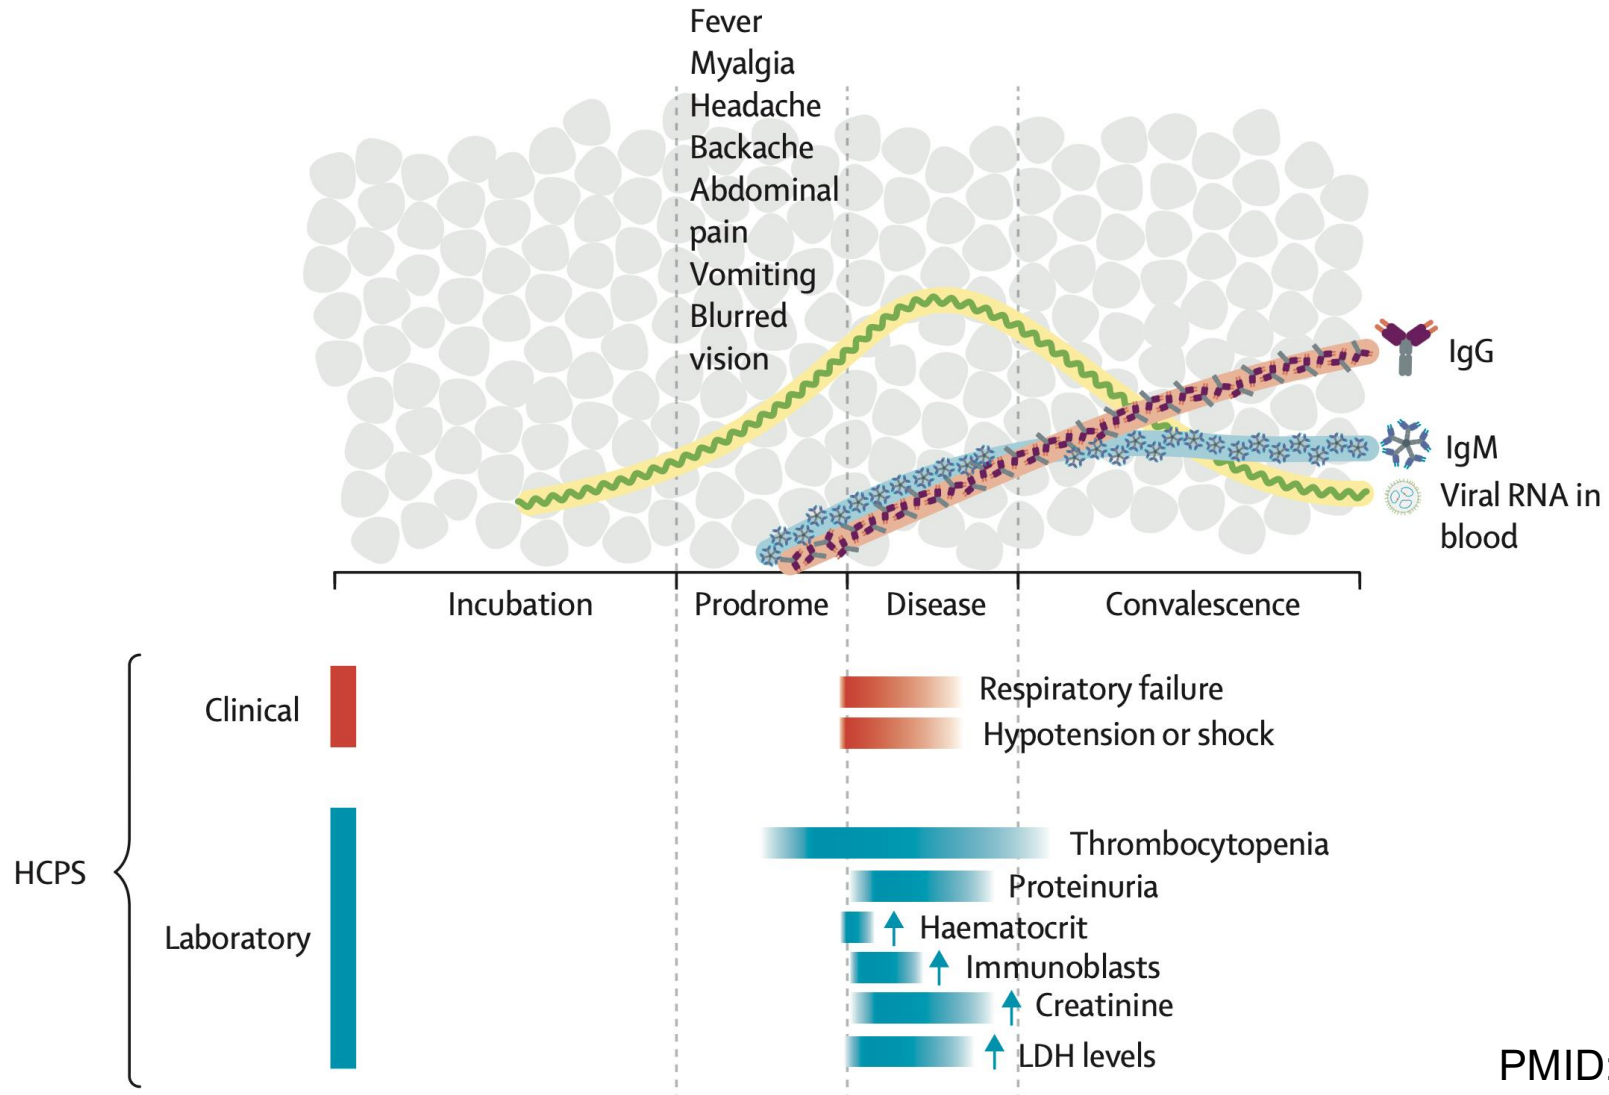 Fever
Myalgia
Headache
Backache
Abdominal
pain
Vomiting
Blurred
vision
IgG
IgM
Viral RNA in
blood
Incubation
Prodrome
Disease
Convalescence
HCPS
Clinical
Respiratory failure
Hypotension or shock
Laboratory
Thrombocytopenia
Proteinuria
Haematocrit
Immunoblasts
Creatinine
LDH levels
PMID: